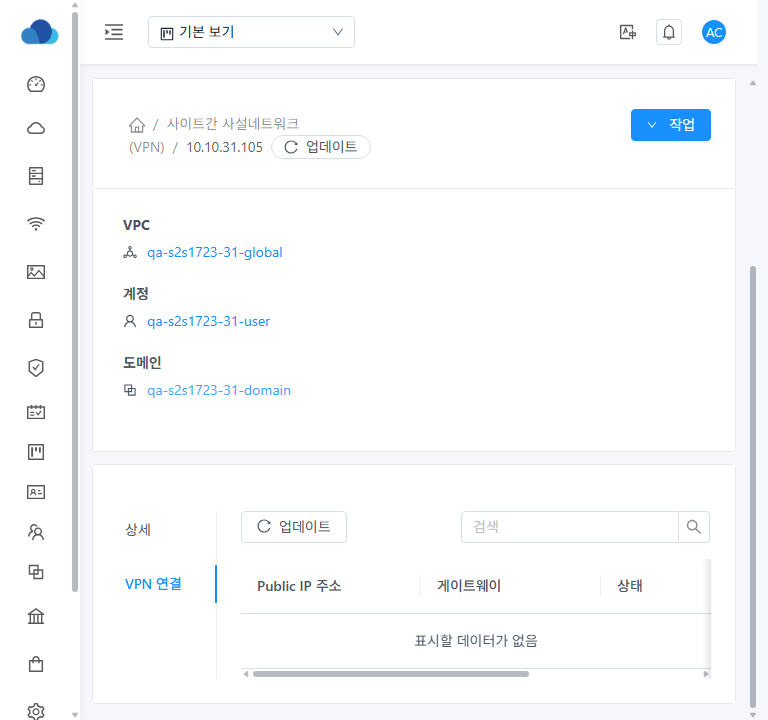 기본 보기
AC
/ 사이트간 사설네트워크
(VPN) / 10.10.31.105 업데이트
작업
VPC
qa-s2s1723-31-global
계정
qa-s2s1723-31-user
도메인
qa-s2s1723-31-domain
상세
VPN 연결
업데이트
검색
Public IP 주소 게이트웨이 상태
표시할 데이터가 없음